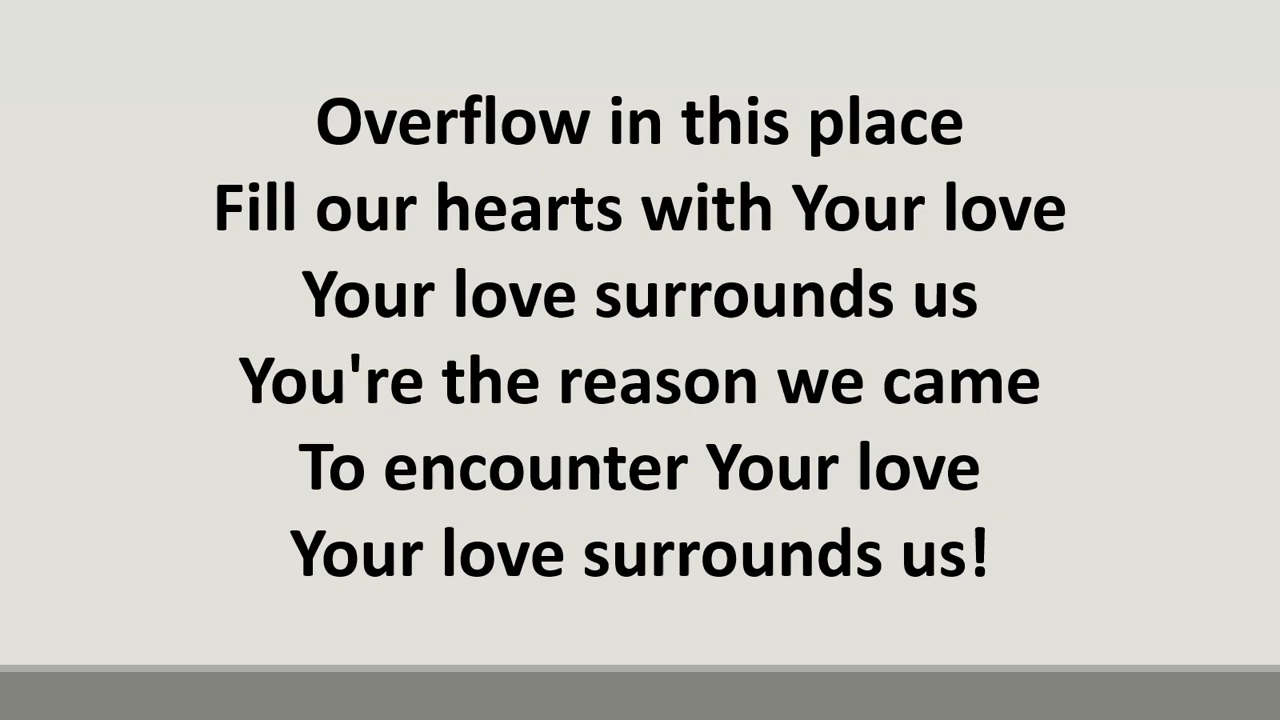 Overflow in this place
Fill our hearts with Your love
Your love surrounds us
You're the reason we came
To encounter Your love
Your love surrounds us!